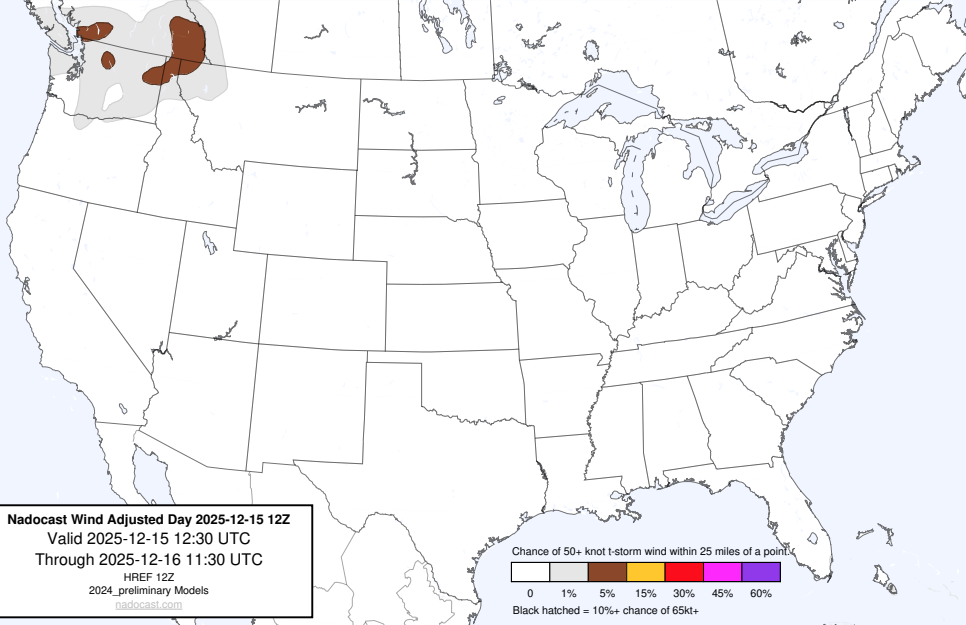 Nadocast Wind Adjusted Day 2025-12-15 12Z
Valid 2025-12-15 12:30 UTC
Through 2025-12-16 11:30 UTC
HREF 12Z
2024_preliminary Models
nadocast.com
Chance of 50+ knot t-storm wind within 25 miles of a point.
0 1% 5% 15% 30% 45% 60%
Black hatched = 10%+ chance of 65kt+